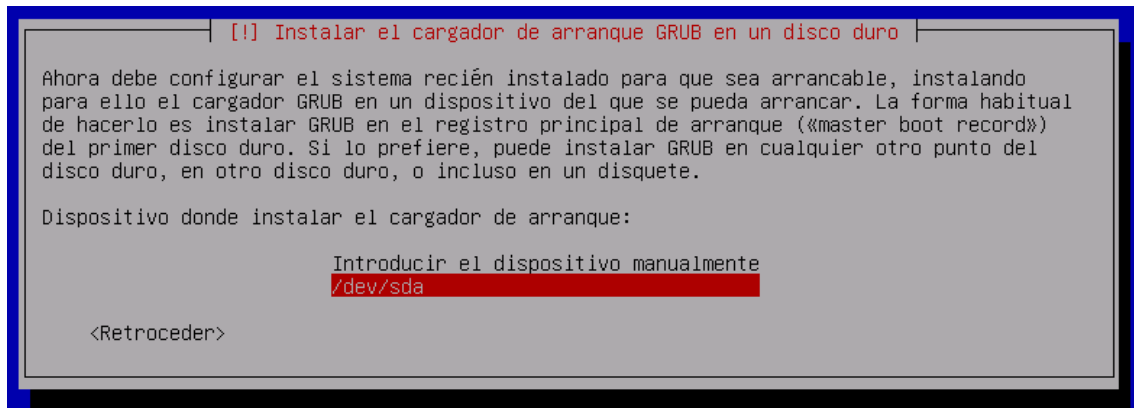 [!] Instalar el cargador de arranque GRUB en un disco duro
Ahora debe configurar el sistema recién instalado para que sea arrancable, instalando
para ello el cargador GRUB en un dispositivo del que se pueda arrancar. La forma habitual
de hacerlo es instalar GRUB en el registro principal de arranque («master boot record»)
del primer disco duro. Si lo prefiere, puede instalar GRUB en cualquier otro punto del
disco duro, en otro disco duro, o incluso en un disquete.
Dispositivo donde instalar el cargador de arranque:
Introducir el dispositivo manualmente
/dev/sda
<Retroceder>